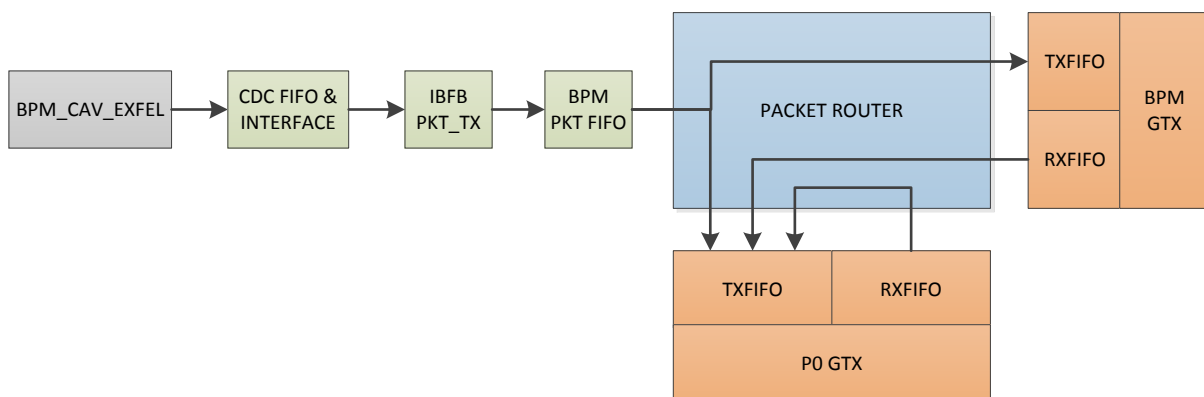 BPM_CAV_EXFEL
CDC FIFO &
INTERFACE
IBFB
PKT_TX
BPM
PKT FIFO
PACKET ROUTER
TXFIFO
RXFIFO
BPM
GTX
TXFIFO
RXFIFO
P0 GTX